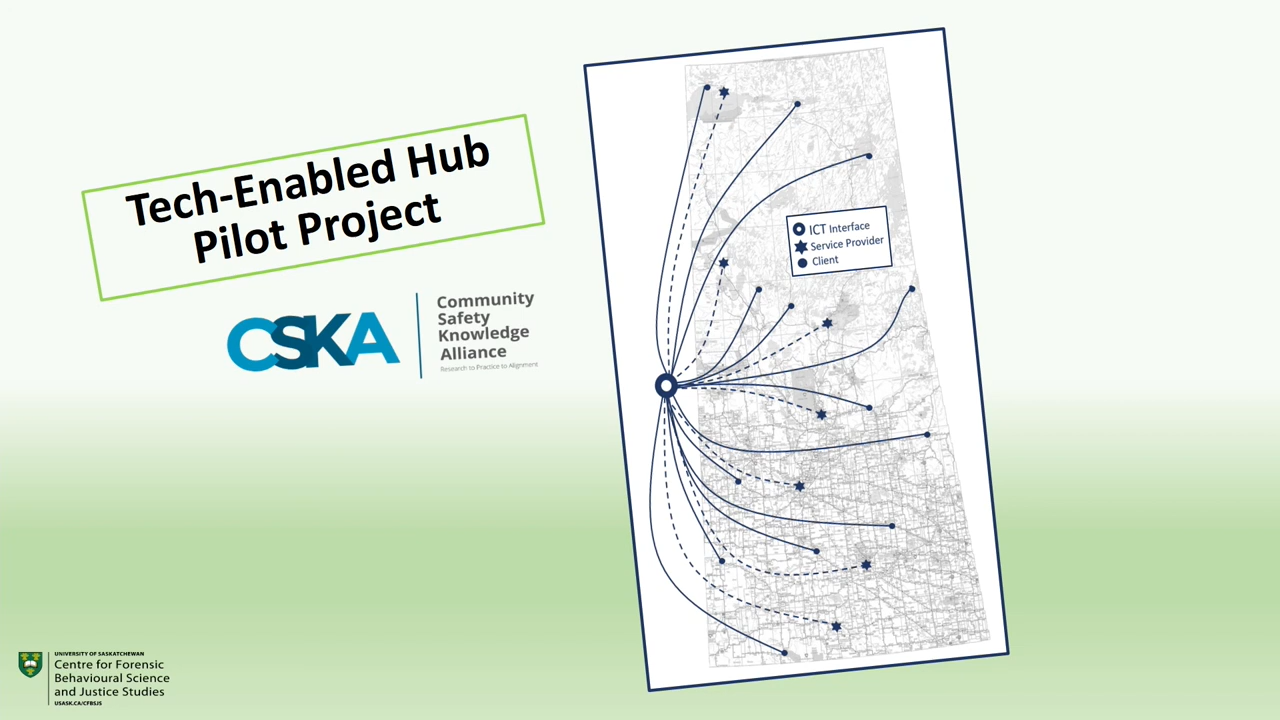 Tech-Enabled Hub
Pilot Project
CSKA
Community
Safety
Knowledge
Alliance
Research to Practice to Alignment
ICT Interface
Service Provider
Client
UNIVERSITY OF SASKATCHEWAN
Centre for Forensic
Behavioural Science
and Justice Studies
USASK.CA/CFBSJS